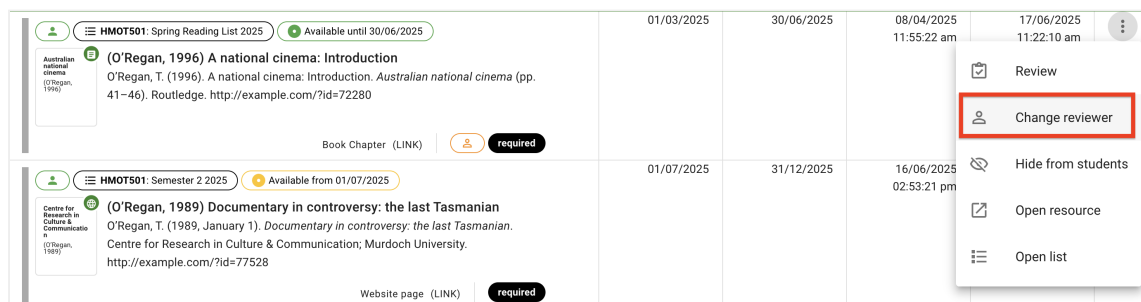 HMOT501: Spring Reading List 2025
Available until 30/06/2025
01/03/2025
30/06/2025
08/04/2025
11:55:22 am
17/06/2025
11:22:10 am
Australian
national
cinema
(O'Regan,
1996)
(O'Regan, 1996) A national cinema: Introduction
O'Regan, T. (1996). A national cinema: Introduction. Australian national cinema (pp.
41–46). Routledge. http://example.com/?id=72280
Book Chapter (LINK)
required
HMOT501: Semester 2 2025
Available from 01/07/2025
01/07/2025
31/12/2025
16/06/2025
02:53:21 pm
Centre for
Research in
Culture &
Communicatio
n
(O'Regan,
1989)
(O'Regan, 1989) Documentary in controversy: the last Tasmanian
O'Regan, T. (1989, January 1). Documentary in controversy: the last Tasmanian.
Centre for Research in Culture & Communication; Murdoch University.
http://example.com/?id=77528
Website page (LINK)
required
Review
Change reviewer
Hide from students
Open resource
Open list